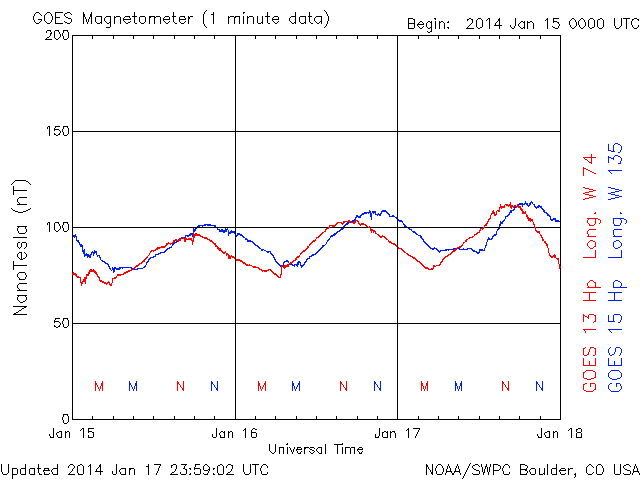 GOES Magnetometer (1 minute data)
Begin: 2014 Jan 15 0000 UTC
200
150
100
50
0
NanoTesla (nT)
M M N N M M N N M M N N
Jan 15 Jan 16 Jan 17 Jan 18
Universal Time
GOES 13 Hp Long. W 74
GOES 15 Hp Long. W 135
Updated 2014 Jan 17 23:59:02 UTC
NOAA/SWPC Boulder, CO USA